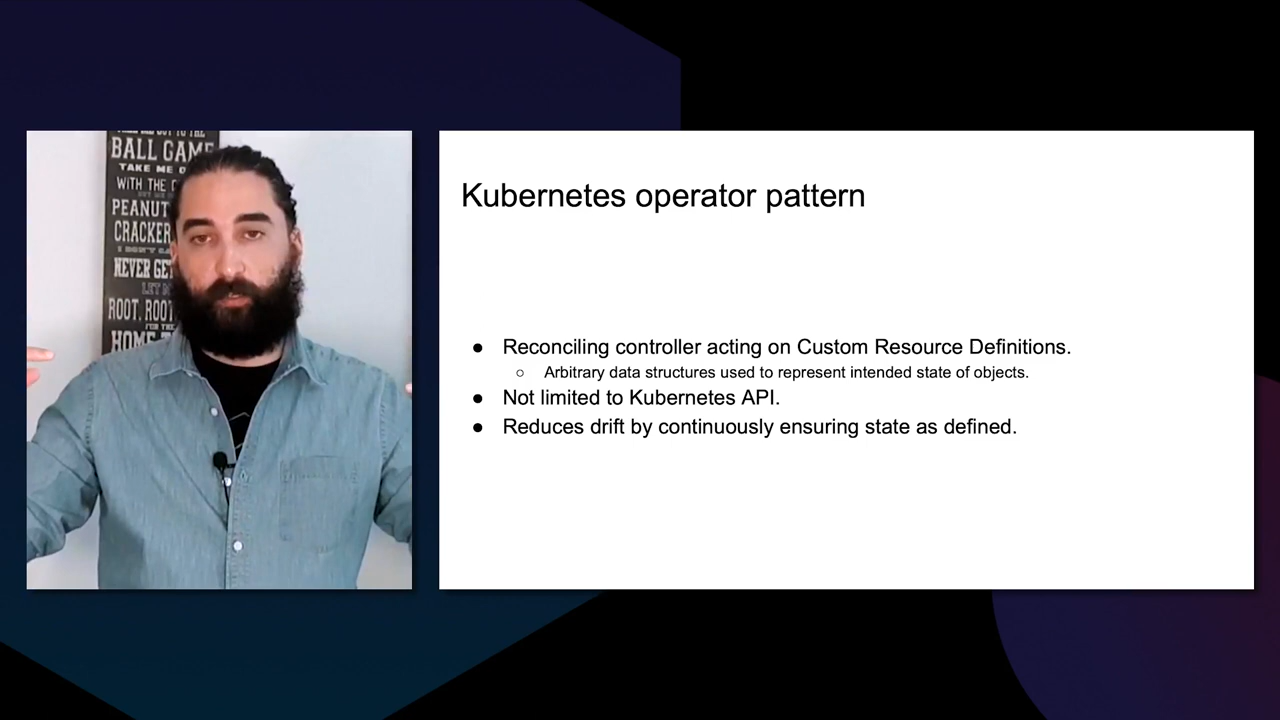 BALL GAME
TAKE ME
WITH THE
PEANUT
CRACKER
NEVER GET
ROOT, ROOT
FOR THE
HOME
Kubernetes operator pattern
● Reconciling controller acting on Custom Resource Definitions.
○ Arbitrary data structures used to represent intended state of objects.
● Not limited to Kubernetes API.
● Reduces drift by continuously ensuring state as defined.